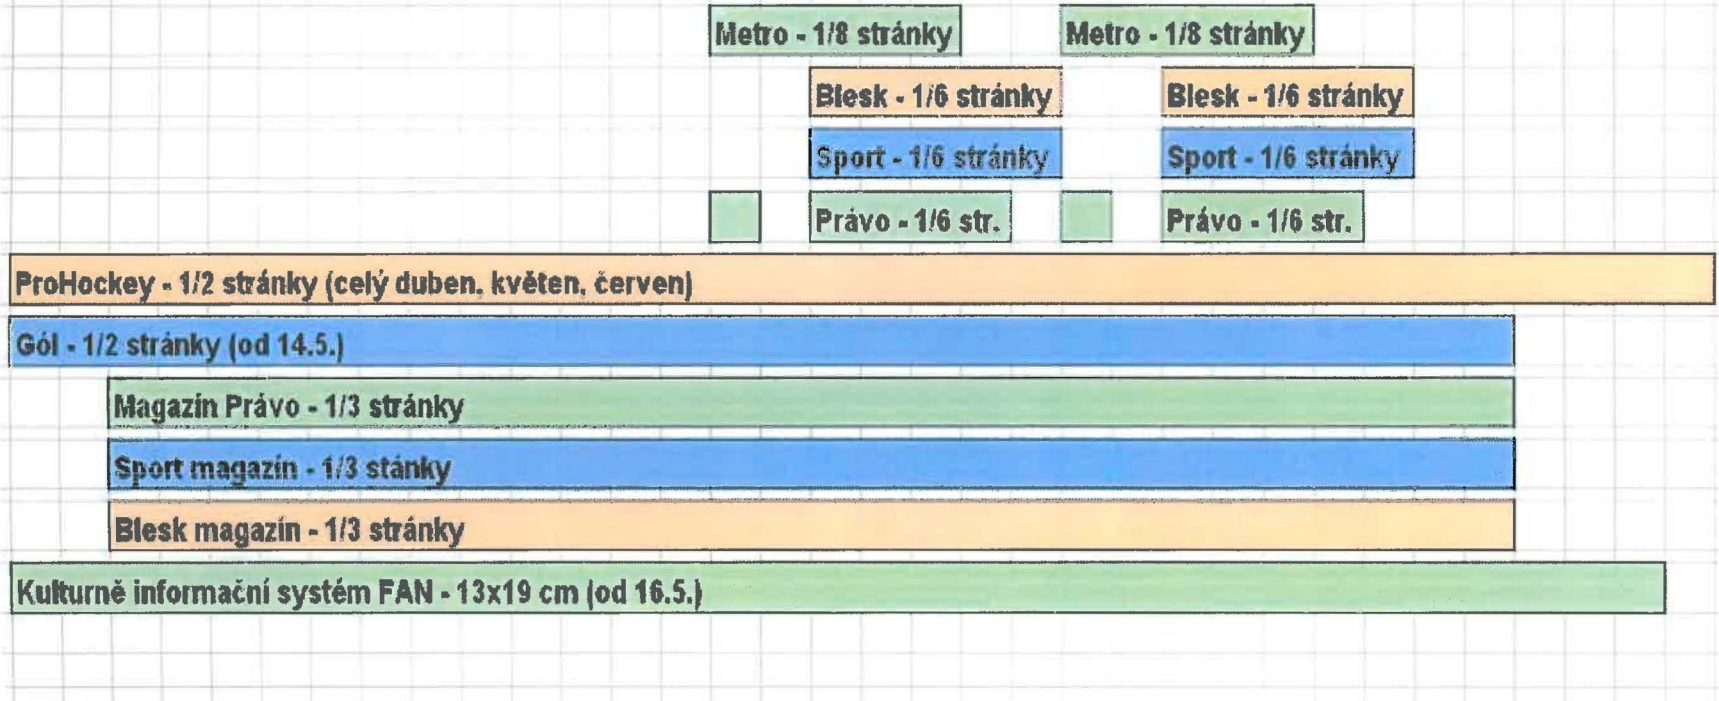 Metro - 1/8 stránky Metro - 1/8 stránky
Blesk - 1/6 stránky Blesk - 1/6 stránky
Sport - 1/6 stránky Sport - 1/6 stránky
Právo - 1/6 str. Právo - 1/6 str.
ProHockey - 1/2 stránky (celý duben, květen, červen)
Gól - 1/2 stránky (od 14.5.)
Magazín Právo - 1/3 stránky
Sport magazín - 1/3 stánky
Blesk magazín - 1/3 stránky
Kulturně informační systém FAN - 13x19 cm (od 16.5.)